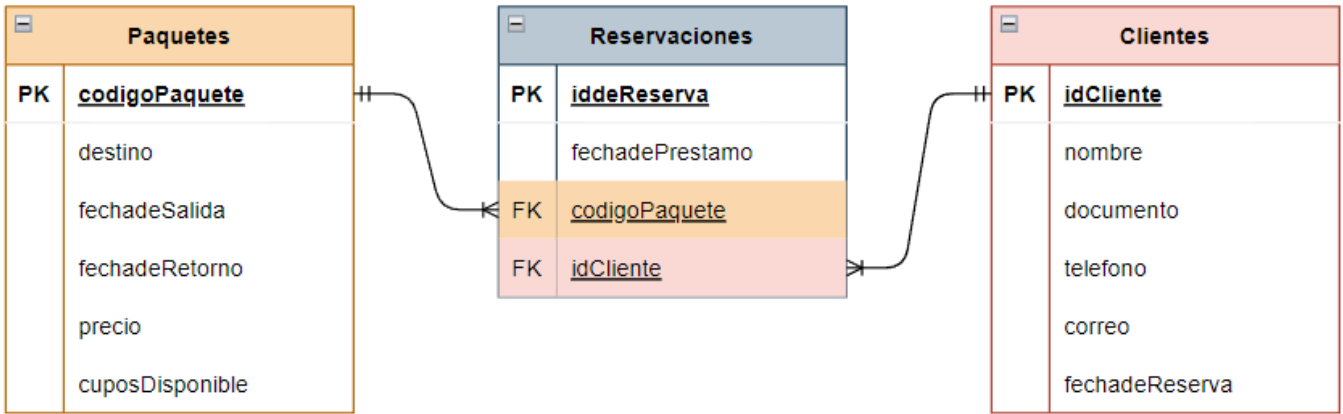 Paquetes
PK codigoPaquete
destino
fechadeSalida
fechadeRetorno
precio
cuposDisponible
Reservaciones
PK iddeReserva
fechadePrestamo
FK codigoPaquete
FK idCliente
Clientes
PK idCliente
nombre
documento
telefono
correo
fechadeReserva